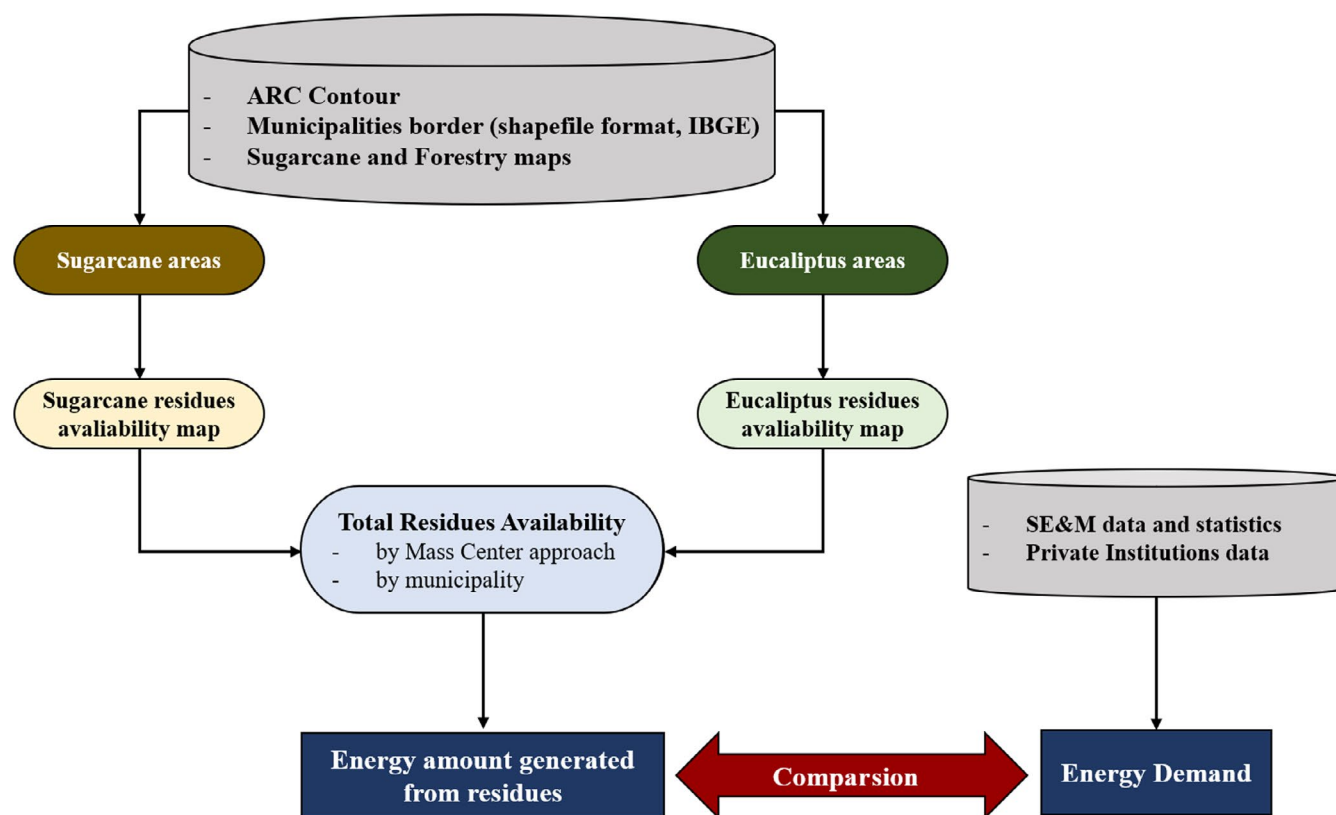 - ARC Contour
- Municipalities border (shapefile format, IBGE)
- Sugarcane and Forestry maps
Sugarcane areas
Eucaliptus areas
Sugarcane residues
avaliability map
Eucaliptus residues
avaliability map
Total Residues Availability
- by Mass Center approach
- by municipality
- SE&M data and statistics
- Private Institutions data
Energy amount generated
from residues
Comparsion
Energy Demand